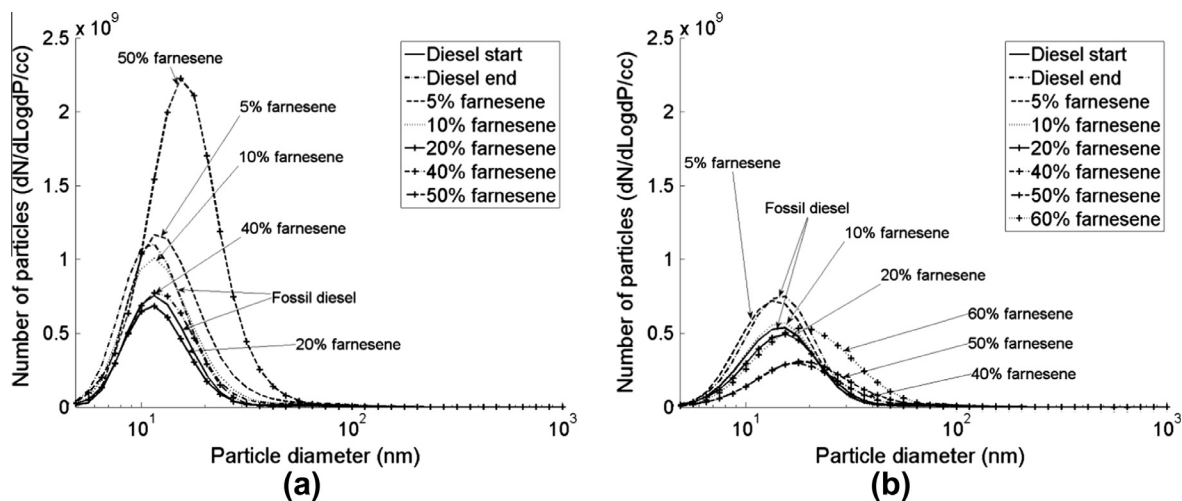 x 10^9
2.5
2
1.5
1
0.5
0
Number of particles (dN/dLogdP/cc)
50% farnesene
5% farnesene
10% farnesene
40% farnesene
Fossil diesel
20% farnesene
Diesel start
Diesel end
5% farnesene
10% farnesene
20% farnesene
40% farnesene
50% farnesene
10^1
10^2
10^3
Particle diameter (nm)
(a)
x 10^9
2.5
2
1.5
1
0.5
0
Number of particles (dN/dLogdP/cc)
5% farnesene
Fossil diesel
10% farnesene
20% farnesene
60% farnesene
50% farnesene
40% farnesene
Diesel start
Diesel end
5% farnesene
10% farnesene
20% farnesene
40% farnesene
50% farnesene
60% farnesene
10^1
10^2
10^3
Particle diameter (nm)
(b)